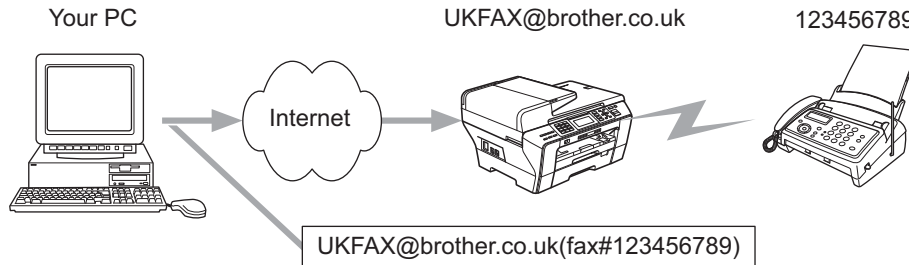 Your PC
UKFAX@brother.co.uk
123456789
Internet
UKFAX@brother.co.uk(fax#123456789)